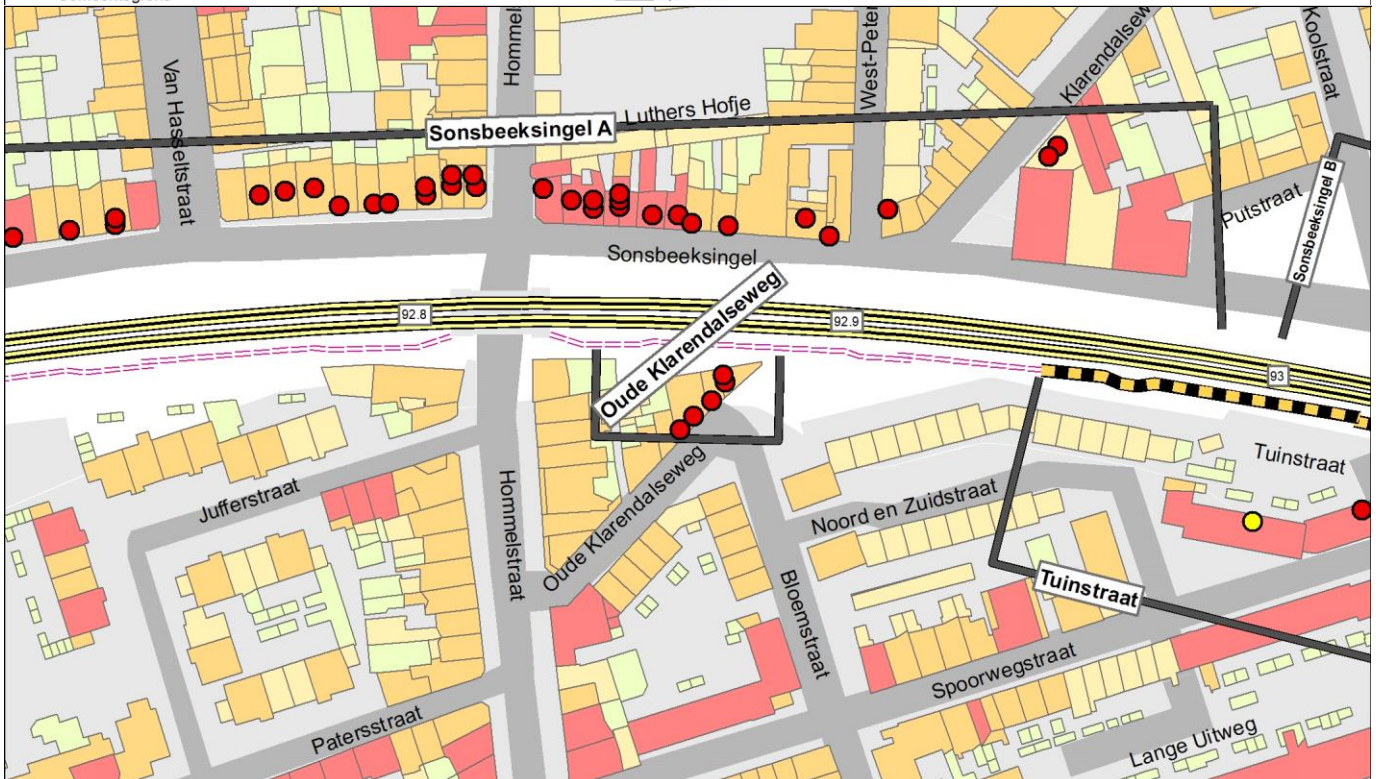 Hommel
West-Peter
Klarendalsew
Koolstraat
Van Hasseltstraat
Luthers Hofje
Sonsbeeksingel A
Sonsbeeksingel B
Putstraat
Sonsbeeksingel
Oude Klarendalseweg
92.8
92.9
93
Tuinstraat
Jufferstraat
Hommelstraat
Oude Klarendalseweg
Noord en Zuidstraat
Bloemstraat
Tuinstraat
Spoorwegstraat
Patersstraat
Lange Uitweg